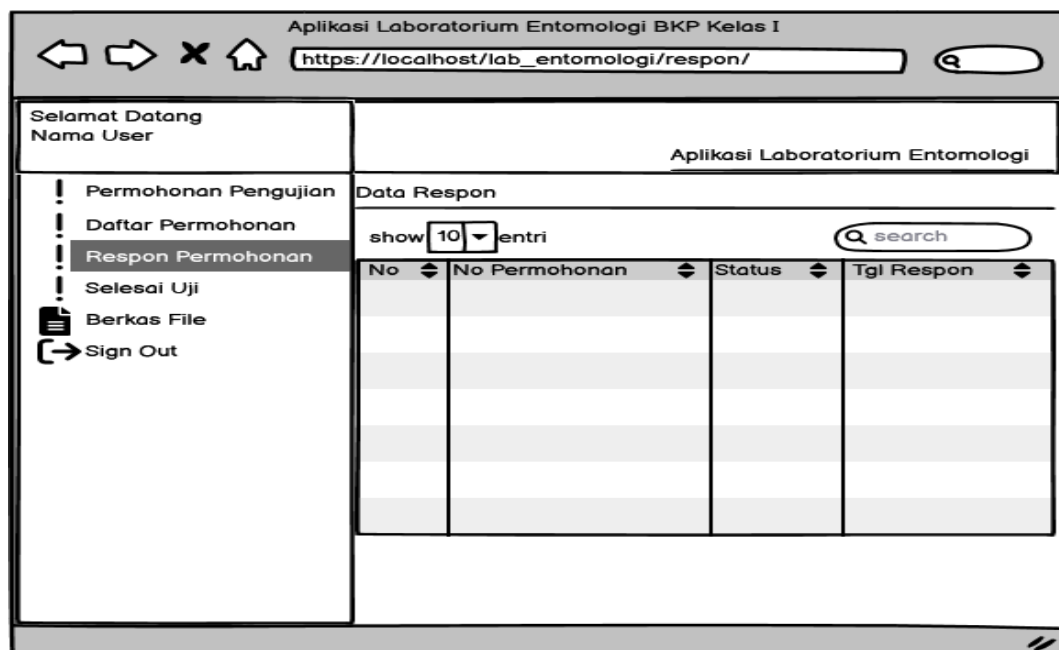 Aplikasi Laboratorium Entomologi BKP Kelas I
https://localhost/lab_entomologi/respon/
Selamat Datang
Nama User
Aplikasi Laboratorium Entomologi
Permohonan Pengujian
Daftar Permohonan
Respon Permohonan
Selesai Uji
Berkas File
Sign Out
Data Respon
show 10 entri
search
No No Permohonan Status Tgl Respon